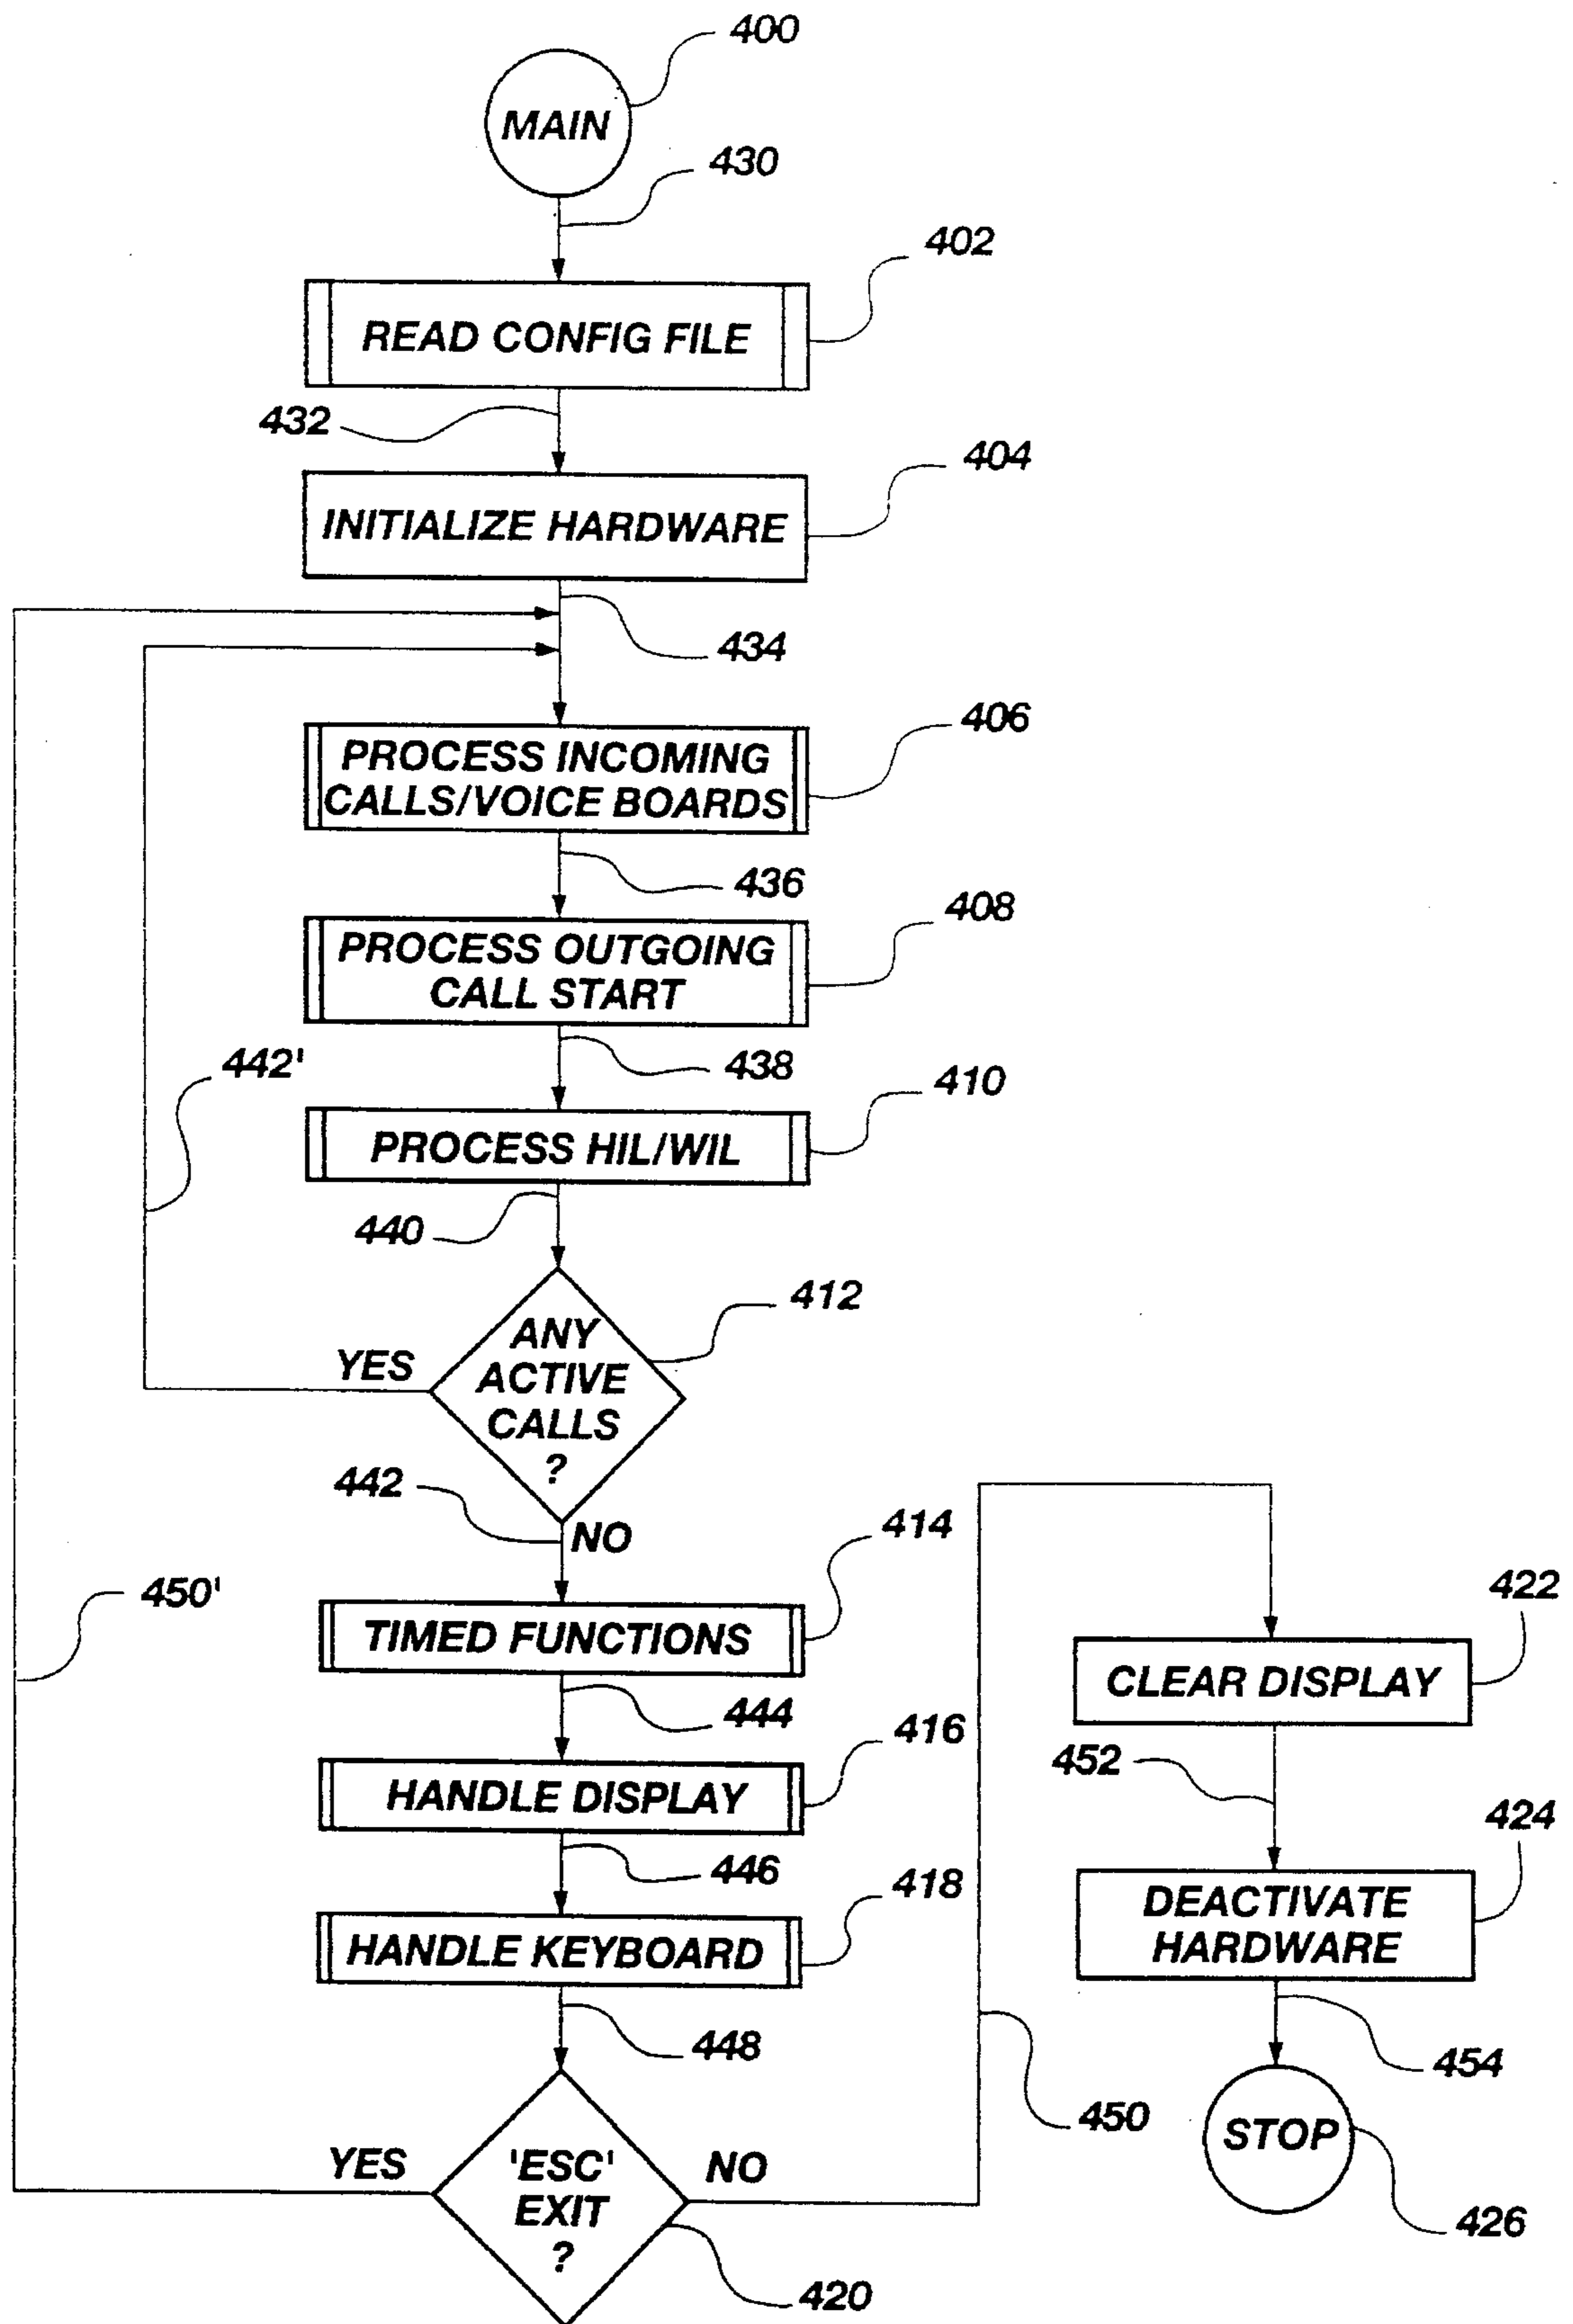 400
MAIN
430
402
READ CONFIG FILE
432
404
INITIALIZE HARDWARE
434
406
PROCESS INCOMING
CALLS/VOICE BOARDS
436
408
PROCESS OUTGOING
CALL START
438
442'
410
PROCESS HIL/WIL
440
412
ANY
ACTIVE
CALLS
?
YES
442
NO
414
TIMED FUNCTIONS
450'
444
416
HANDLE DISPLAY
446
418
HANDLE KEYBOARD
448
YES
'ESC'
EXIT
?
NO
420
450
422
CLEAR DISPLAY
452
424
DEACTIVATE
HARDWARE
454
STOP
426